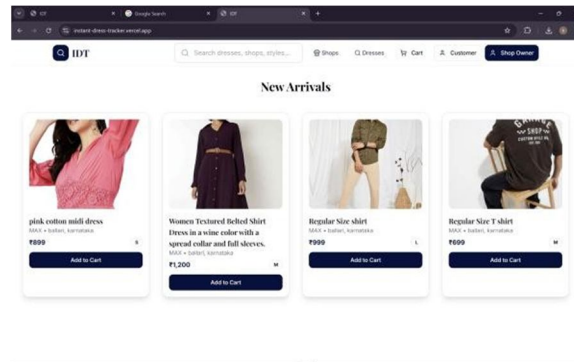 IDT
Google Search
IDT
instant-dress-tracker.vercel.app
IDT
Search dresses, shops, styles...
Shops
Dresses
Cart
Customer
Shop Owner
New Arrivals
GARAGE
SHOP
pink cotton midi dress
MAX • ballari, karnataka
₹899
S
Add to Cart
Women Textured Belted Shirt
Dress in a wine color with a
spread collar and full sleeves.
MAX • ballari, karnataka
₹1,200
M
Add to Cart
Regular Size shirt
MAX • ballari, karnataka
₹999
L
Add to Cart
Regular Size T shirt
MAX • ballari, karnataka
₹699
M
Add to Cart